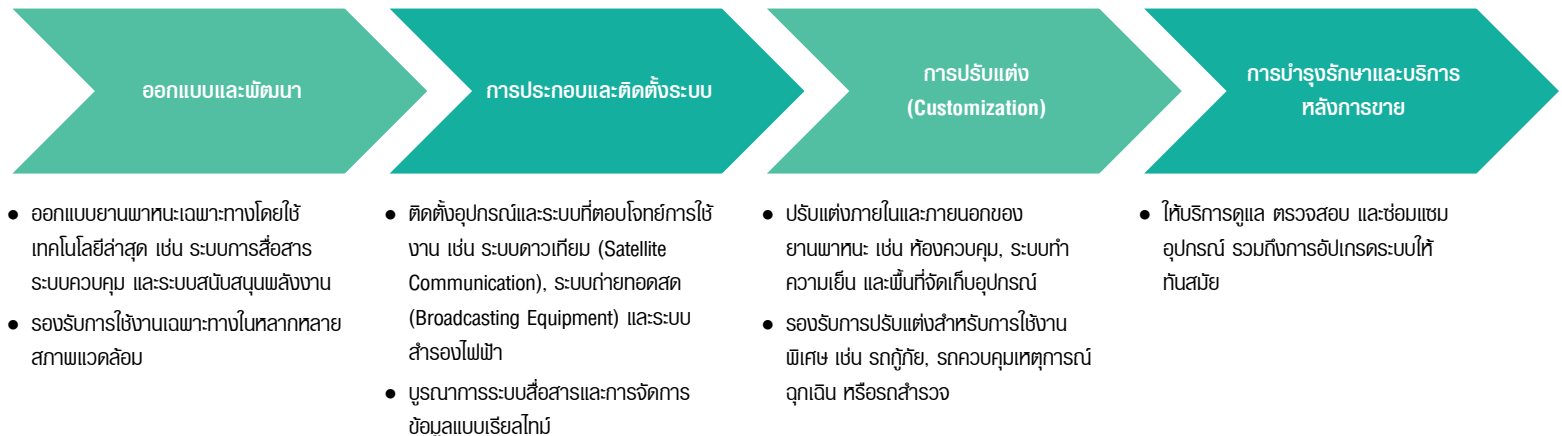 ออกแบบและพัฒนา
การประกอบและติดตั้งระบบ
การปรับแต่ง
(Customization)
การบำรุงรักษาและบริการ
หลังการขาย
● ออกแบบยานพาหนะเฉพาะทางโดยใช้
เทคโนโลยีล่าสุด เช่น ระบบการสื่อสาร
ระบบควบคุม และระบบสนับสนุนพลังงาน
● รองรับการใช้งานเฉพาะทางในหลากหลาย
สภาพแวดล้อม
● ติดตั้งอุปกรณ์และระบบที่ตอบโจทย์การใช้
งาน เช่น ระบบดาวเทียม (Satellite
Communication), ระบบถ่ายทอดสด
(Broadcasting Equipment) และระบบ
สำรองไฟฟ้า
● บูรณาการระบบสื่อสารและการจัดการ
ข้อมูลแบบเรียลไทม์
● ปรับแต่งภายในและภายนอกของ
ยานพาหนะ เช่น ห้องควบคุม, ระบบทำ
ความเย็น และพื้นที่จัดเก็บอุปกรณ์
● รองรับการปรับแต่งสำหรับการใช้งาน
พิเศษ เช่น รถกู้ภัย, รถควบคุมเหตุการณ์
ฉุกเฉิน หรือรถสำรวจ
● ให้บริการดูแล ตรวจสอบ และซ่อมแซม
อุปกรณ์ รวมถึงการอัปเกรดระบบให้
ทันสมัย